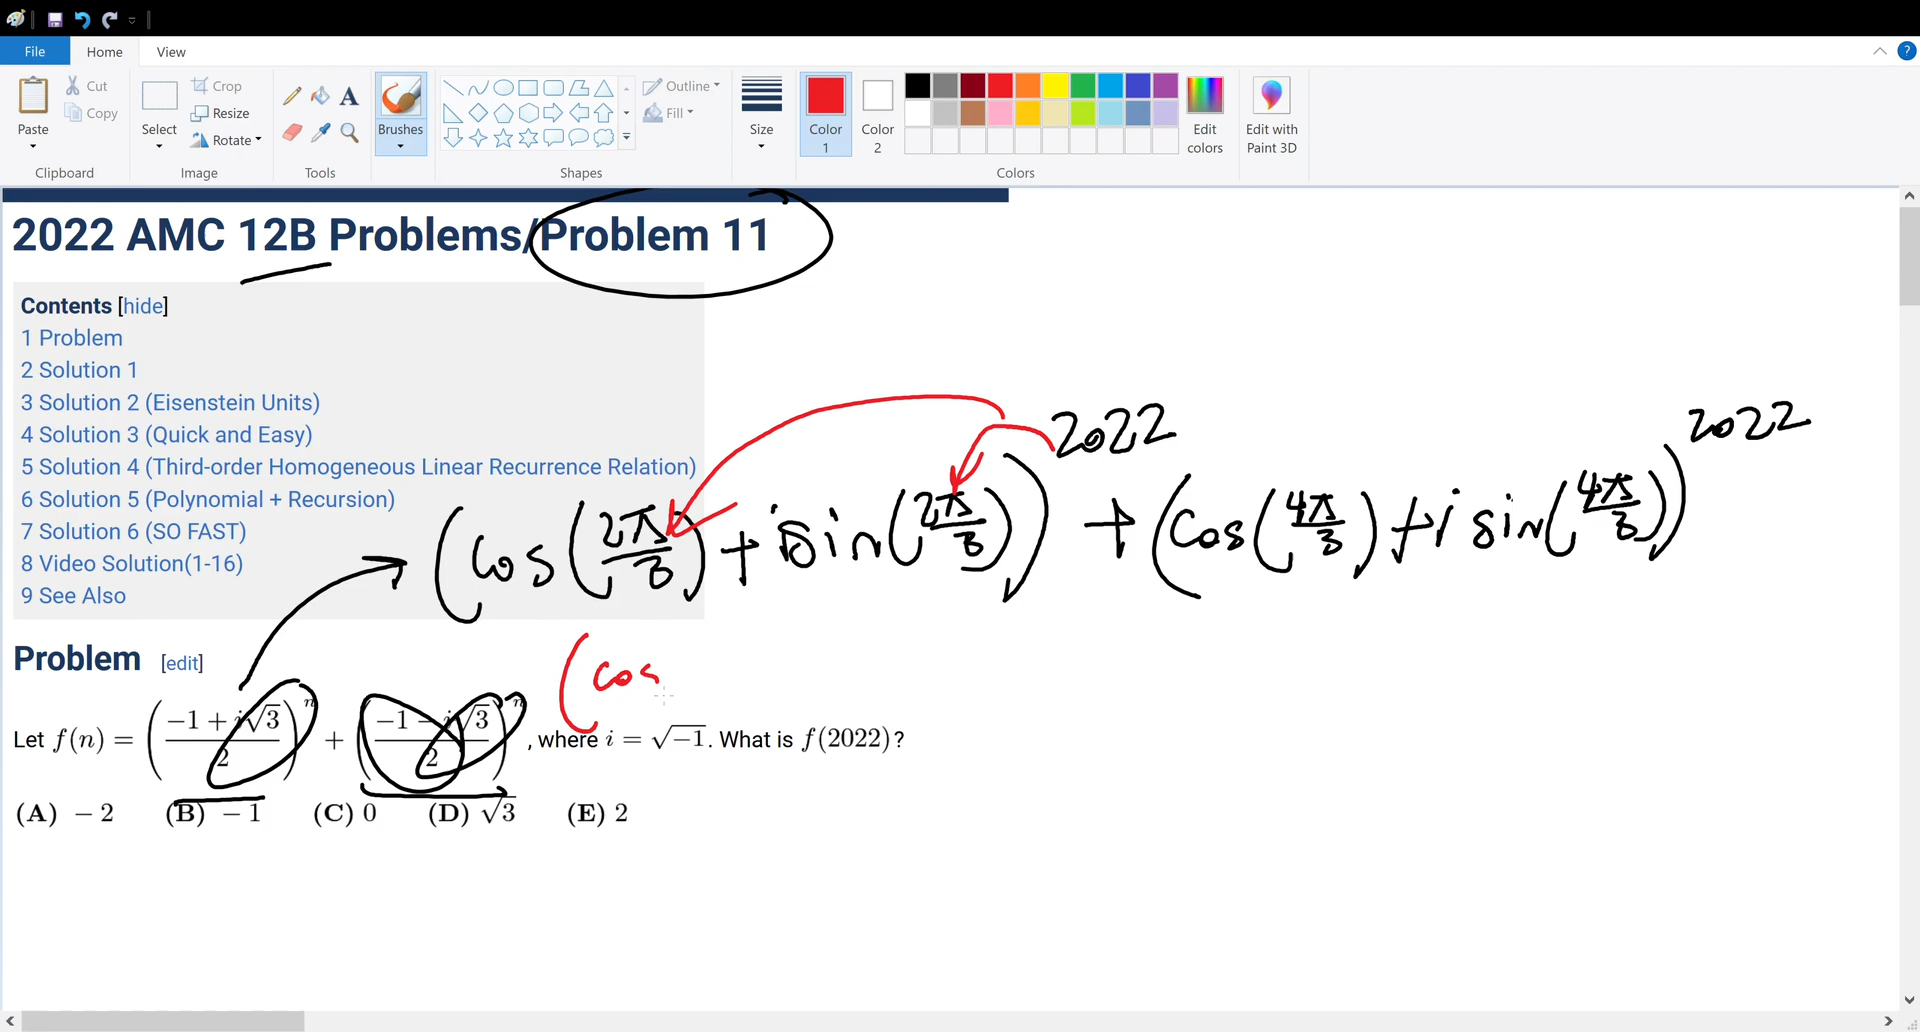 File Home View
Paste Cut Copy Clipboard
Select Crop Resize Rotate Image
A Tools
Brushes
Shapes
Outline Fill
Size
Color 1 Color 2 Colors
Edit colors
Edit with Paint 3D
2022 AMC 12B Problems/Problem 11
Contents [hide]
1 Problem
2 Solution 1
3 Solution 2 (Eisenstein Units)
4 Solution 3 (Quick and Easy)
5 Solution 4 (Third-order Homogeneous Linear Recurrence Relation)
6 Solution 5 (Polynomial + Recursion)
7 Solution 6 (SO FAST)
8 Video Solution(1-16)
9 See Also
(cos(2π/3) + isin(2π/3))^2022 + (cos(4π/3) + i sin(4π/3))^2022
(cos
Problem [edit]
Let f(n) = ((−1 + i√3)/2)^n + ((−1 − i√3)/2)^n, where i = √−1. What is f(2022)?
(A) − 2 (B) − 1 (C) 0 (D) √3 (E) 2